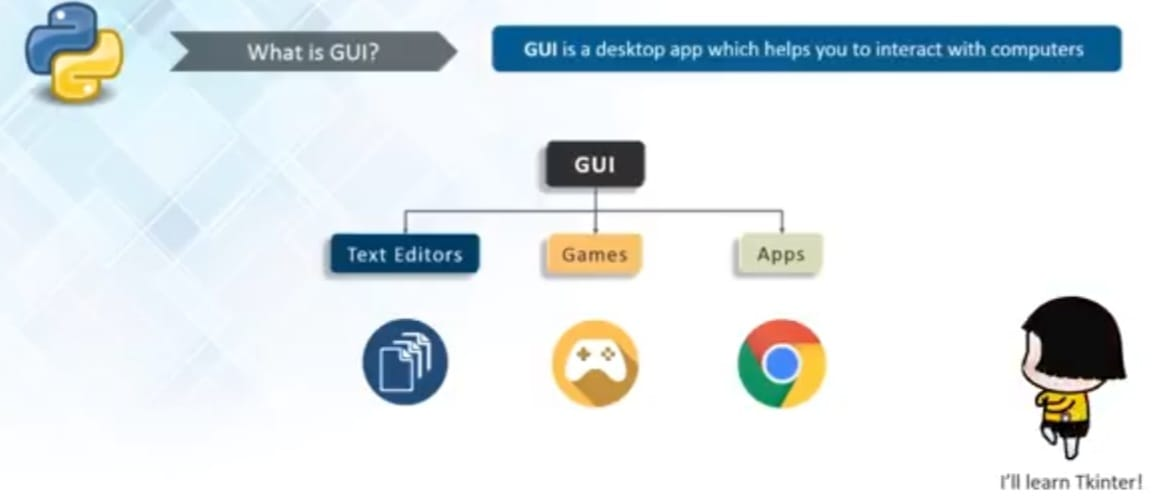 What is GUI?
GUI is a desktop app which helps you to interact with computers
GUI
Text Editors
Games
Apps
I'll learn Tkinter!